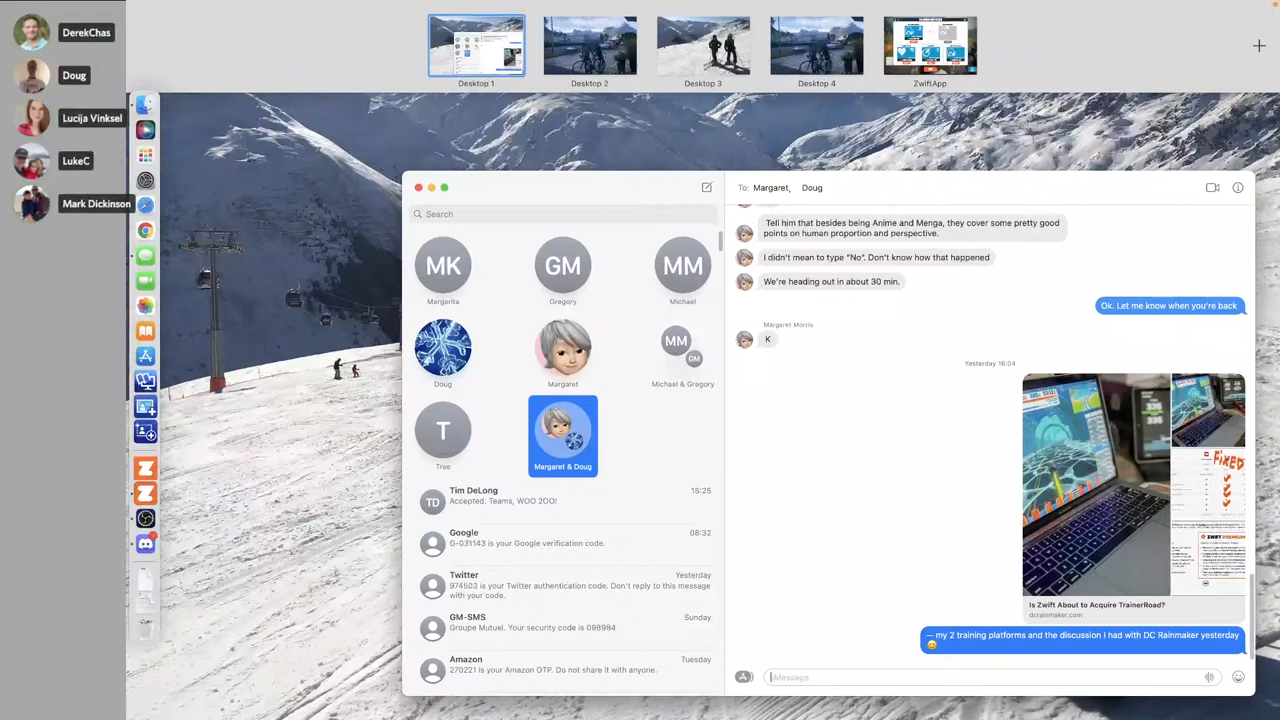 DerekChas
Doug
Lucija Vinksel
LukeC
Mark Dickinson
Desktop 1
Desktop 2
Desktop 3
Desktop 4
ZwiftApp
Search
MK
Margarita
GM
Gregory
MM
Michael
Doug
Margaret
MM
GM
Michael & Gregory
T
Tree
Margaret & Doug
TD
Tim DeLong
15:25
Accepted. Teams, WOO 2OO!
Google
08:32
G-031143 is your Google verification code.
Twitter
Yesterday
974503 is your Twitter authentication code. Don't reply to this message
with your code.
GM-SMS
Sunday
Groupe Mutuel. Your security code is 098984
Amazon
Tuesday
270221 is your Amazon OTP. Do not share it with anyone.
To: Margaret, Doug
Tell him that besides being Anime and Menga, they cover some pretty good
points on human proportion and perspective.
I didn't mean to type “No”. Don't know how that happened
We're heading out in about 30 min.
Ok. Let me know when you're back
Margaret Morris
K
Yesterday 16:04
FIXED
ZWIFT PREMIUM
Is Zwift About to Acquire TrainerRoad?
dcrainmaker.com
— my 2 training platforms and the discussion I had with DC Rainmaker yesterday
iMessage